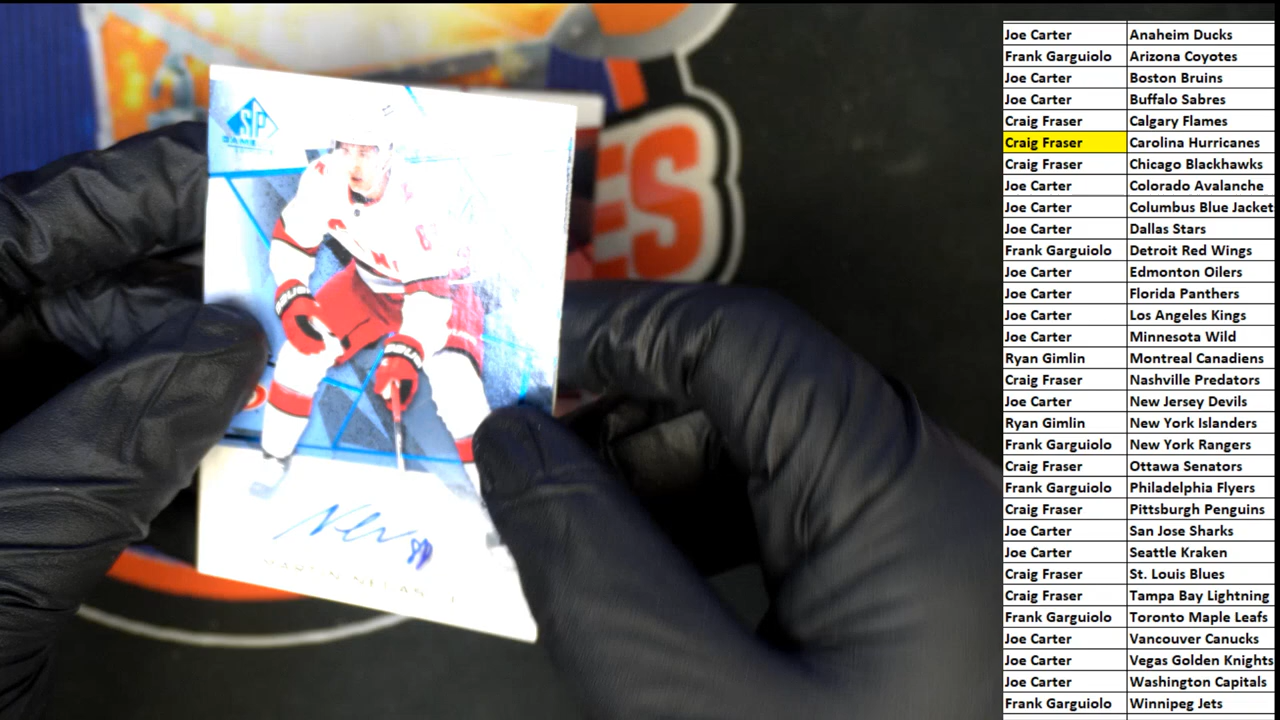 SP
GAME
MARTIN NECAS
ES
Joe Carter Anaheim Ducks
Frank Garguiolo Arizona Coyotes
Joe Carter Boston Bruins
Joe Carter Buffalo Sabres
Craig Fraser Calgary Flames
Craig Fraser Carolina Hurricanes
Craig Fraser Chicago Blackhawks
Joe Carter Colorado Avalanche
Joe Carter Columbus Blue Jacket
Joe Carter Dallas Stars
Frank Garguiolo Detroit Red Wings
Joe Carter Edmonton Oilers
Joe Carter Florida Panthers
Joe Carter Los Angeles Kings
Joe Carter Minnesota Wild
Ryan Gimlin Montreal Canadiens
Craig Fraser Nashville Predators
Joe Carter New Jersey Devils
Ryan Gimlin New York Islanders
Frank Garguiolo New York Rangers
Craig Fraser Ottawa Senators
Frank Garguiolo Philadelphia Flyers
Craig Fraser Pittsburgh Penguins
Joe Carter San Jose Sharks
Joe Carter Seattle Kraken
Craig Fraser St. Louis Blues
Craig Fraser Tampa Bay Lightning
Frank Garguiolo Toronto Maple Leafs
Joe Carter Vancouver Canucks
Joe Carter Vegas Golden Knights
Joe Carter Washington Capitals
Frank Garguiolo Winnipeg Jets